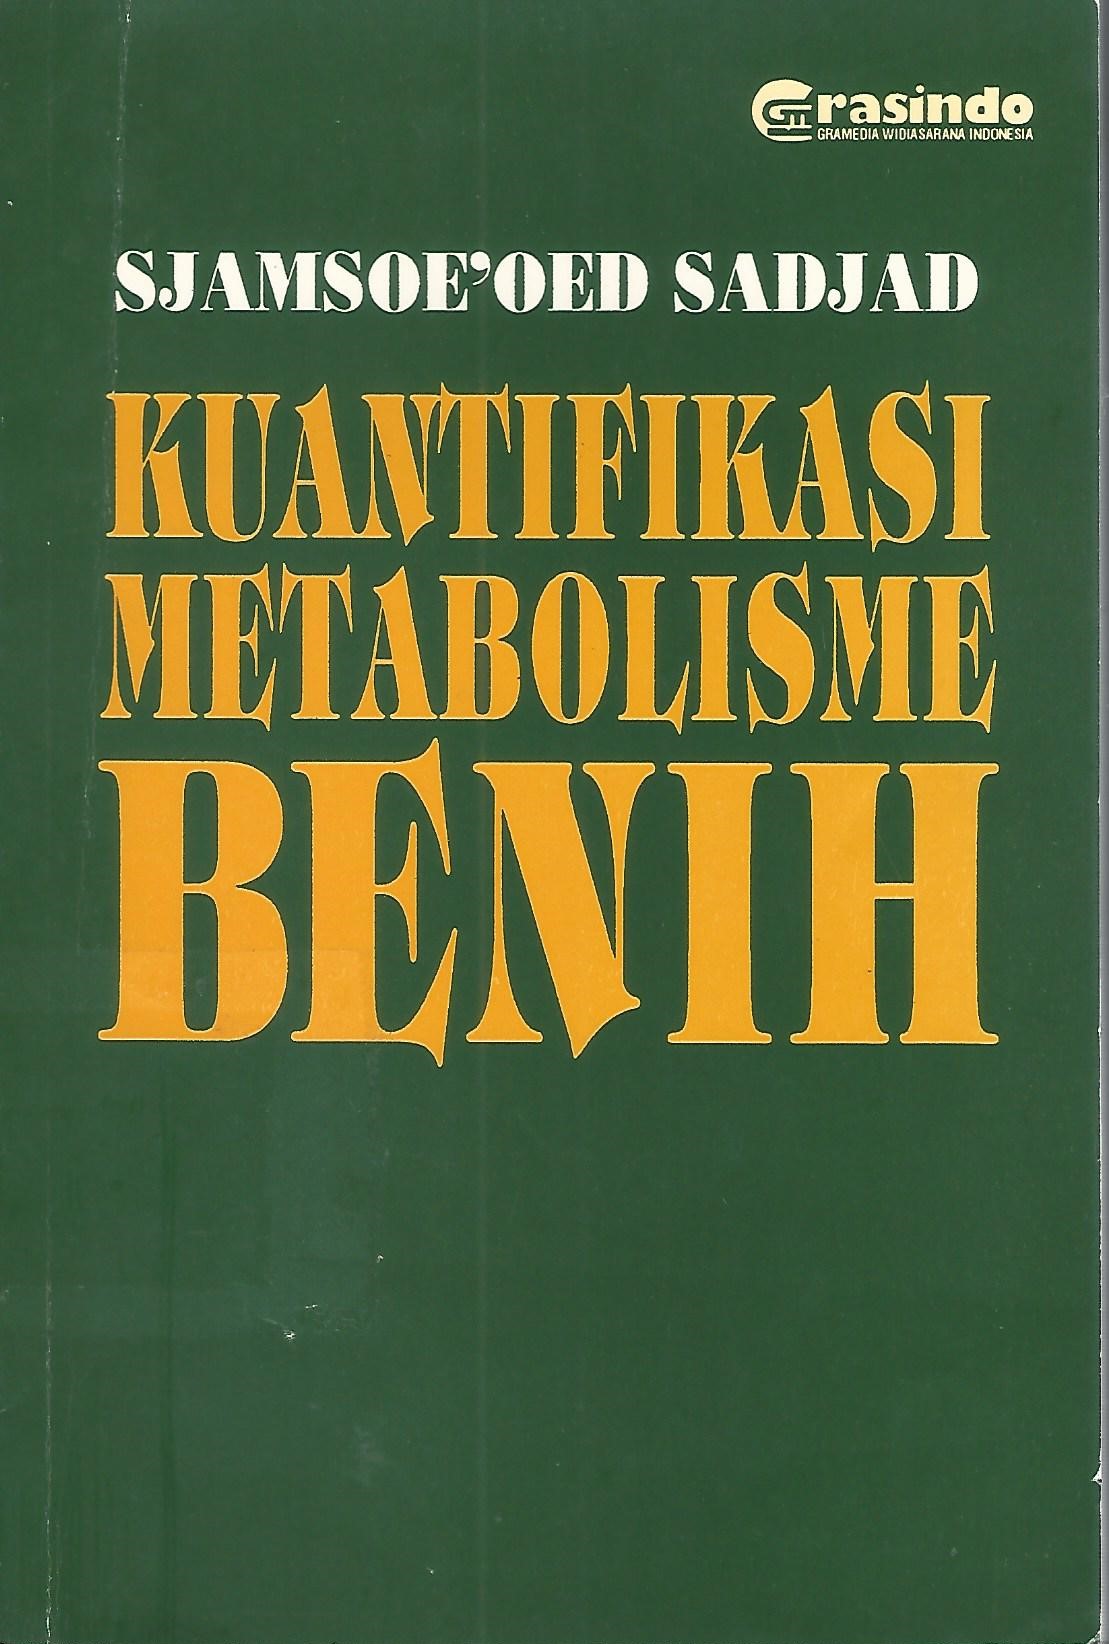 Grasindo
GRAMEDIA WIDIASARANA INDONESIA
SJAMSOE'OED SADJAD
KUANTIFIKASI
METABOLISME
BENIH